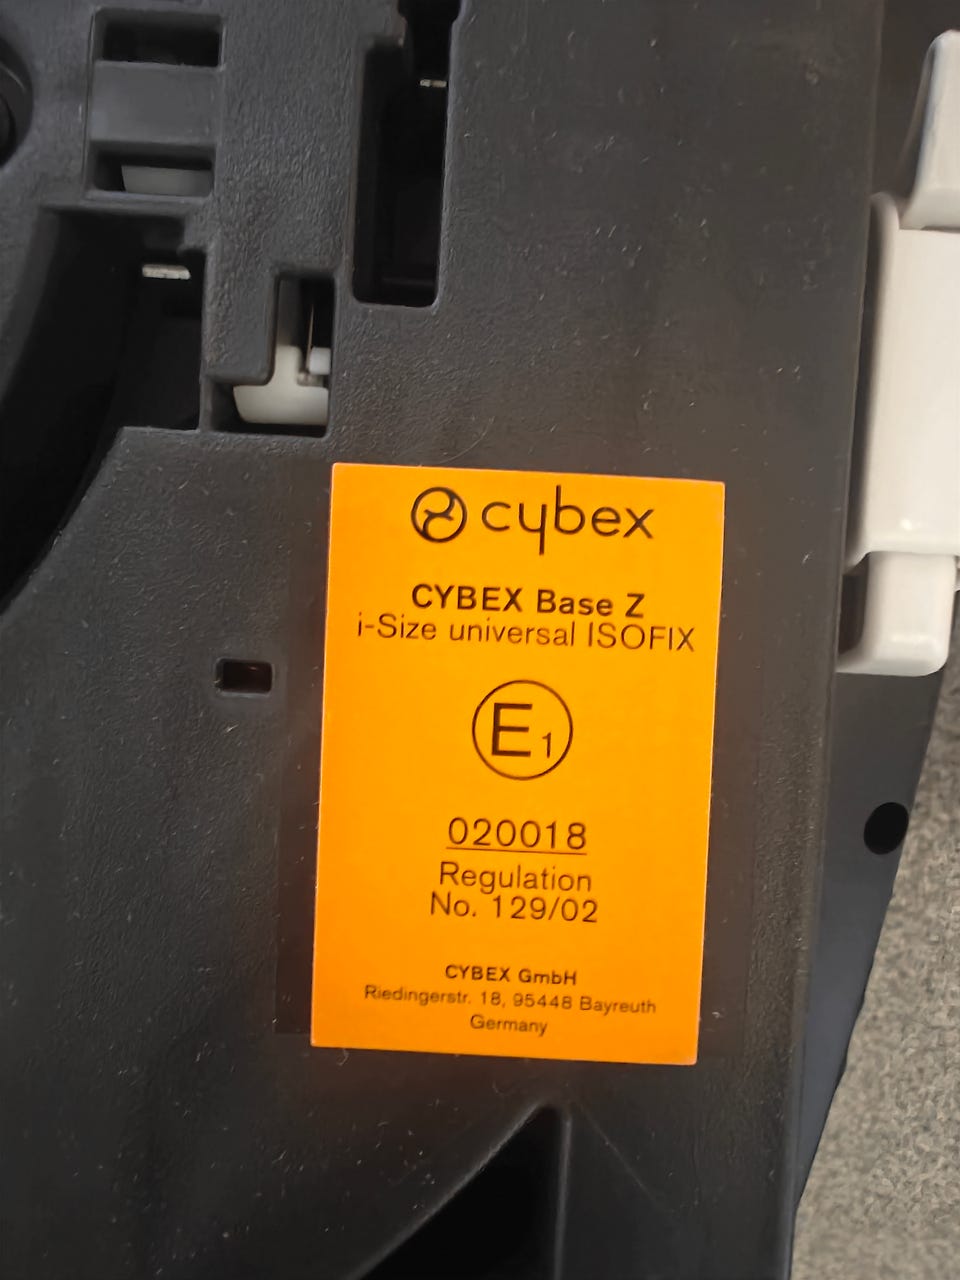 cybex
CYBEX Base Z
i-Size universal ISOFIX
E1
020018
Regulation
No. 129/02
CYBEX GmbH
Riedingerstr. 18, 95448 Bayreuth
Germany